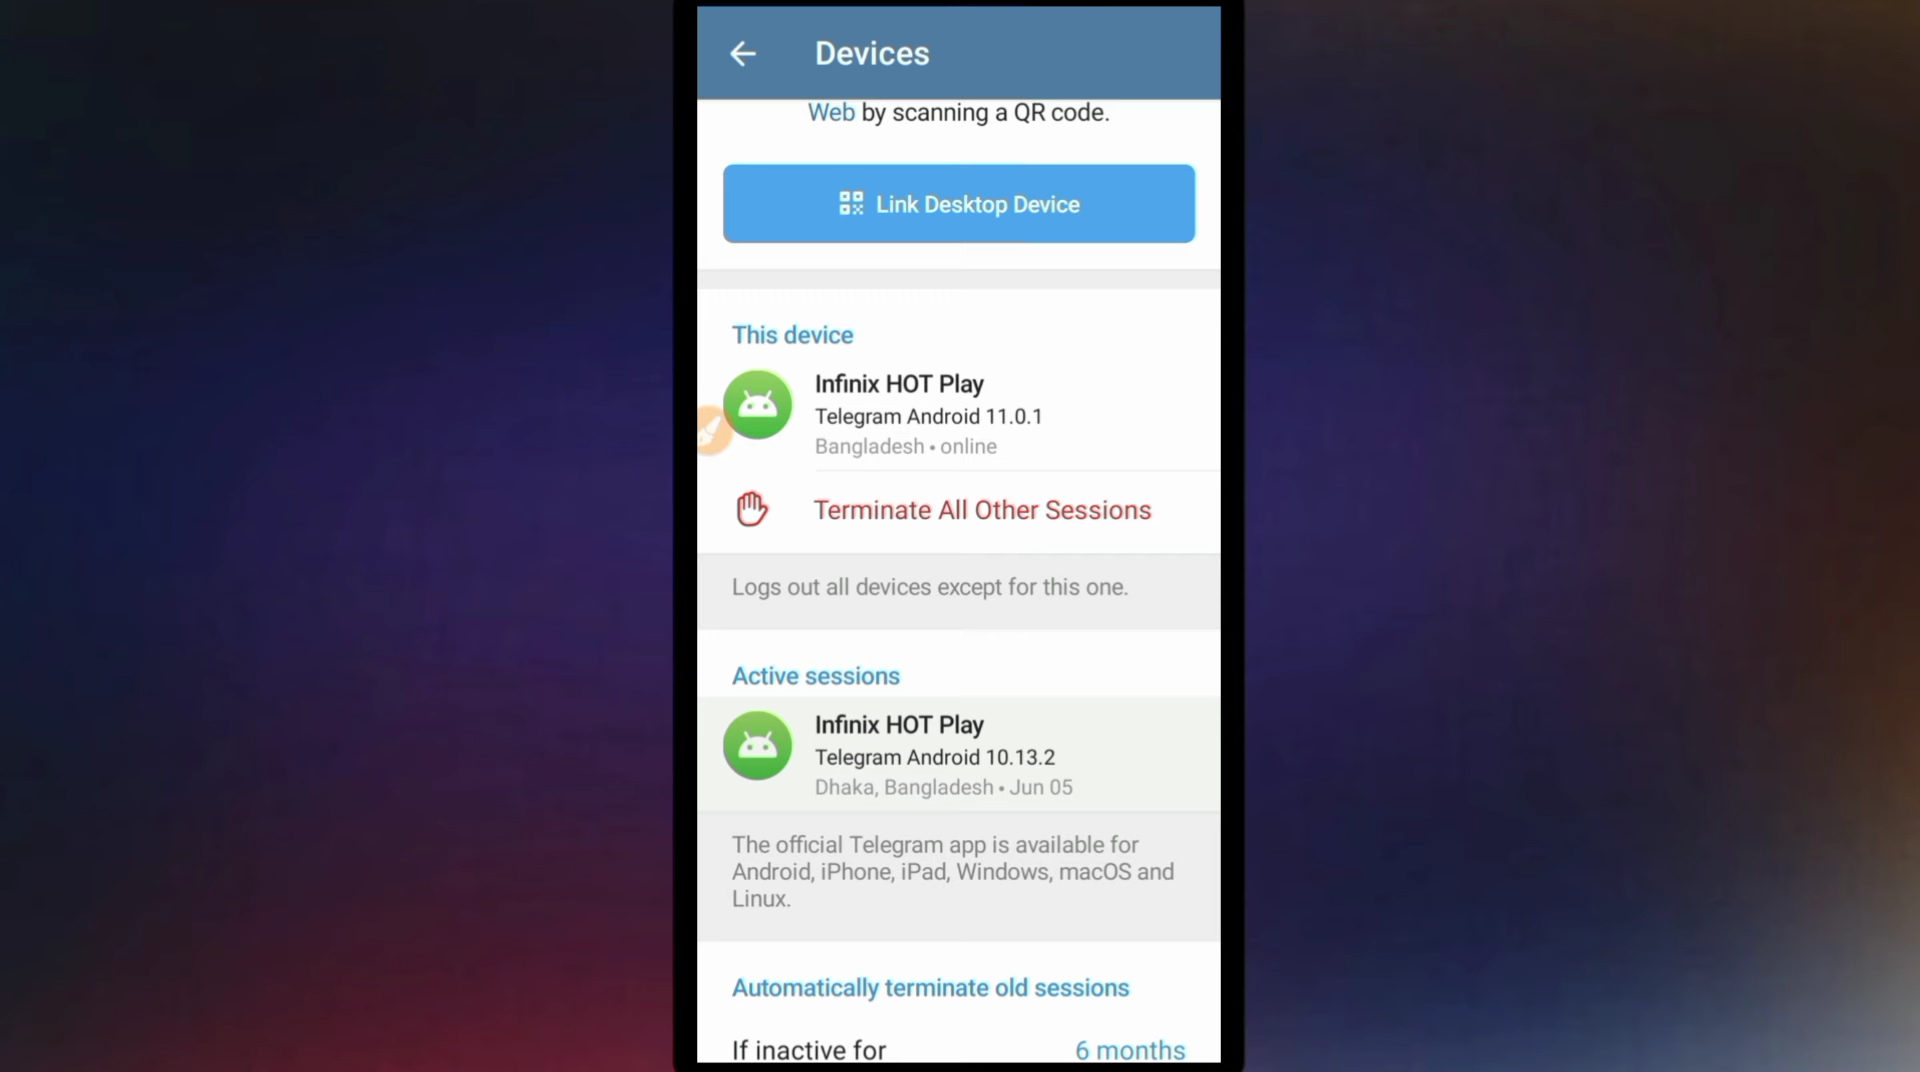 Devices
Web by scanning a QR code.
Link Desktop Device
This device
Infinix HOT Play
Telegram Android 11.0.1
Bangladesh • online
Terminate All Other Sessions
Logs out all devices except for this one.
Active sessions
Infinix HOT Play
Telegram Android 10.13.2
Dhaka, Bangladesh • Jun 05
The official Telegram app is available for
Android, iPhone, iPad, Windows, macOS and
Linux.
Automatically terminate old sessions
If inactive for 6 months